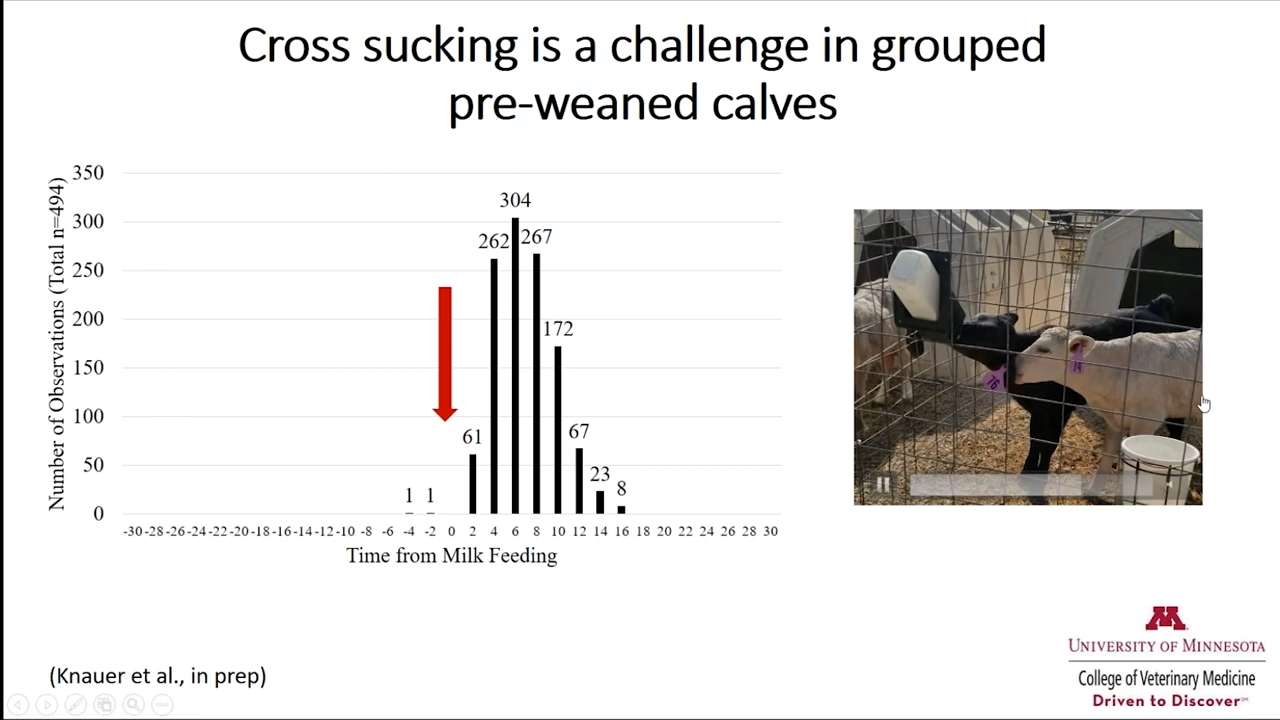 Cross sucking is a challenge in grouped
pre-weaned calves
Number of Observations (Total n=494)
350
300
250
200
150
100
50
0
1
1
61
262
304
267
172
67
23
8
-30 -28 -26 -24 -22 -20 -18 -16 -14 -12 -10 -8 -6 -4 -2 0 2 4 6 8 10 12 14 16 18 20 22 24 26 28 30
Time from Milk Feeding
76
14
(Knauer et al., in prep)
M
UNIVERSITY OF MINNESOTA
College of Veterinary Medicine
Driven to Discover℠